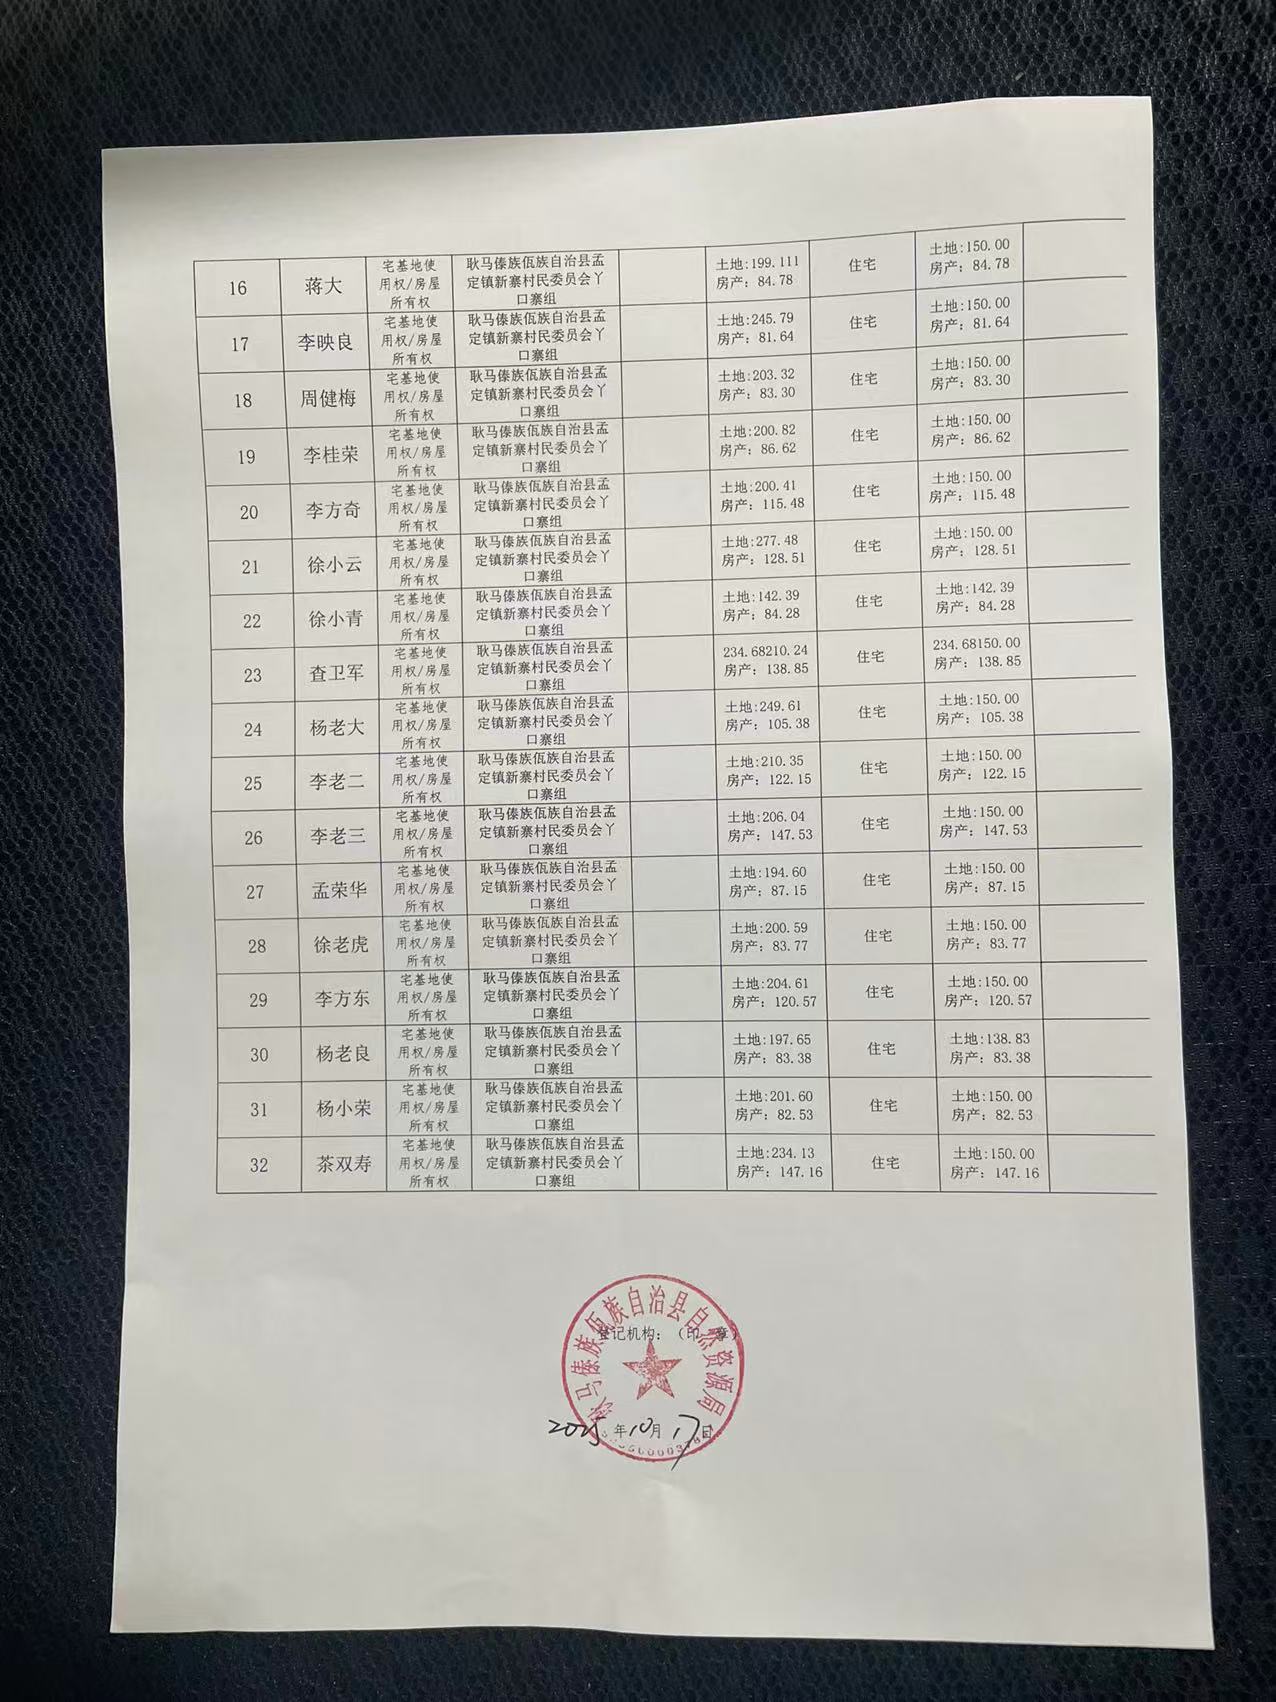 16 蒋大 宅基地使用权/房屋所有权 耿马傣族佤族自治县孟定镇新寨村民委员会丫口寨组 土地:199.111 房产: 84.78 住宅 土地:150.00 房产: 84.78
17 李映良 宅基地使用权/房屋所有权 耿马傣族佤族自治县孟定镇新寨村民委员会丫口寨组 土地:245.79 房产: 81.64 住宅 土地:150.00 房产: 81.64
18 周健梅 宅基地使用权/房屋所有权 耿马傣族佤族自治县孟定镇新寨村民委员会丫口寨组 土地:203.32 房产: 83.30 住宅 土地:150.00 房产: 83.30
19 李桂荣 宅基地使用权/房屋所有权 耿马傣族佤族自治县孟定镇新寨村民委员会丫口寨组 土地:200.82 房产: 86.62 住宅 土地:150.00 房产: 86.62
20 李方奇 宅基地使用权/房屋所有权 耿马傣族佤族自治县孟定镇新寨村民委员会丫口寨组 土地:200.41 房产: 115.48 住宅 土地:150.00 房产: 115.48
21 徐小云 宅基地使用权/房屋所有权 耿马傣族佤族自治县孟定镇新寨村民委员会丫口寨组 土地:277.48 房产: 128.51 住宅 土地:150.00 房产: 128.51
22 徐小青 宅基地使用权/房屋所有权 耿马傣族佤族自治县孟定镇新寨村民委员会丫口寨组 土地:142.39 房产: 84.28 住宅 土地:142.39 房产: 84.28
23 查卫军 宅基地使用权/房屋所有权 耿马傣族佤族自治县孟定镇新寨村民委员会丫口寨组 234.68210.24 房产: 138.85 住宅 234.68150.00 房产: 138.85
24 杨老大 宅基地使用权/房屋所有权 耿马傣族佤族自治县孟定镇新寨村民委员会丫口寨组 土地:249.61 房产: 105.38 住宅 土地:150.00 房产: 105.38
25 李老二 宅基地使用权/房屋所有权 耿马傣族佤族自治县孟定镇新寨村民委员会丫口寨组 土地:210.35 房产: 122.15 住宅 土地:150.00 房产: 122.15
26 李老三 宅基地使用权/房屋所有权 耿马傣族佤族自治县孟定镇新寨村民委员会丫口寨组 土地:206.04 房产: 147.53 住宅 土地:150.00 房产: 147.53
27 孟荣华 宅基地使用权/房屋所有权 耿马傣族佤族自治县孟定镇新寨村民委员会丫口寨组 土地:194.60 房产: 87.15 住宅 土地:150.00 房产: 87.15
28 徐老虎 宅基地使用权/房屋所有权 耿马傣族佤族自治县孟定镇新寨村民委员会丫口寨组 土地:200.59 房产: 83.77 住宅 土地:150.00 房产: 83.77
29 李方东 宅基地使用权/房屋所有权 耿马傣族佤族自治县孟定镇新寨村民委员会丫口寨组 土地:204.61 房产: 120.57 住宅 土地:150.00 房产: 120.57
30 杨老良 宅基地使用权/房屋所有权 耿马傣族佤族自治县孟定镇新寨村民委员会丫口寨组 土地:197.65 房产: 83.38 住宅 土地:138.83 房产: 83.38
31 杨小荣 宅基地使用权/房屋所有权 耿马傣族佤族自治县孟定镇新寨村民委员会丫口寨组 土地:201.60 房产: 82.53 住宅 土地:150.00 房产: 82.53
32 茶双寿 宅基地使用权/房屋所有权 耿马傣族佤族自治县孟定镇新寨村民委员会丫口寨组 土地:234.13 房产: 147.16 住宅 土地:150.00 房产: 147.16
耿马傣族佤族自治县自然资源局
登记机构: (印 章)
2025年10月17日